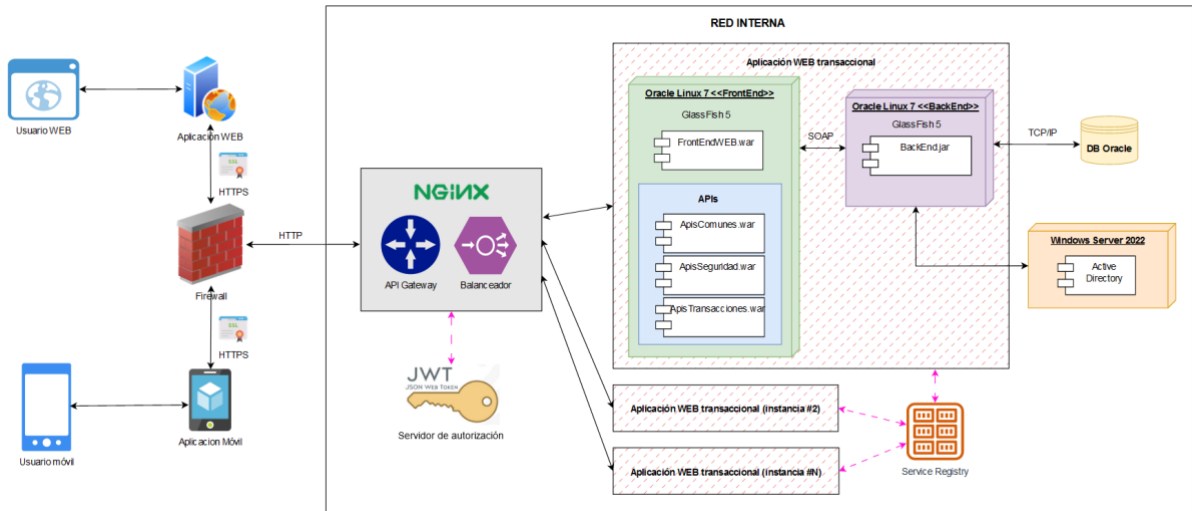 RED INTERNA
Aplicación WEB transaccional
Usuario WEB
Aplicación WEB
SSL
HTTPS
Firewall
HTTP
SSL
HTTPS
Usuario móvil
Aplicacion Móvil
NGINX
API Gateway
Balanceador
JWT
JSON WEB TOKEN
Servidor de autorización
Oracle Linux 7 <<FrontEnd>>
GlassFish 5
FrontEndWEB.war
APIs
ApisComunes.war
ApisSeguridad.war
ApisTransacciones.war
SOAP
Oracle Linux 7 <<BackEnd>>
GlassFish 5
BackEnd.jar
TCP/IP
DB Oracle
Windows Server 2022
Active
Directory
Aplicación WEB transaccional (instancia #2)
Aplicación WEB transaccional (instancia #N)
Service Registry